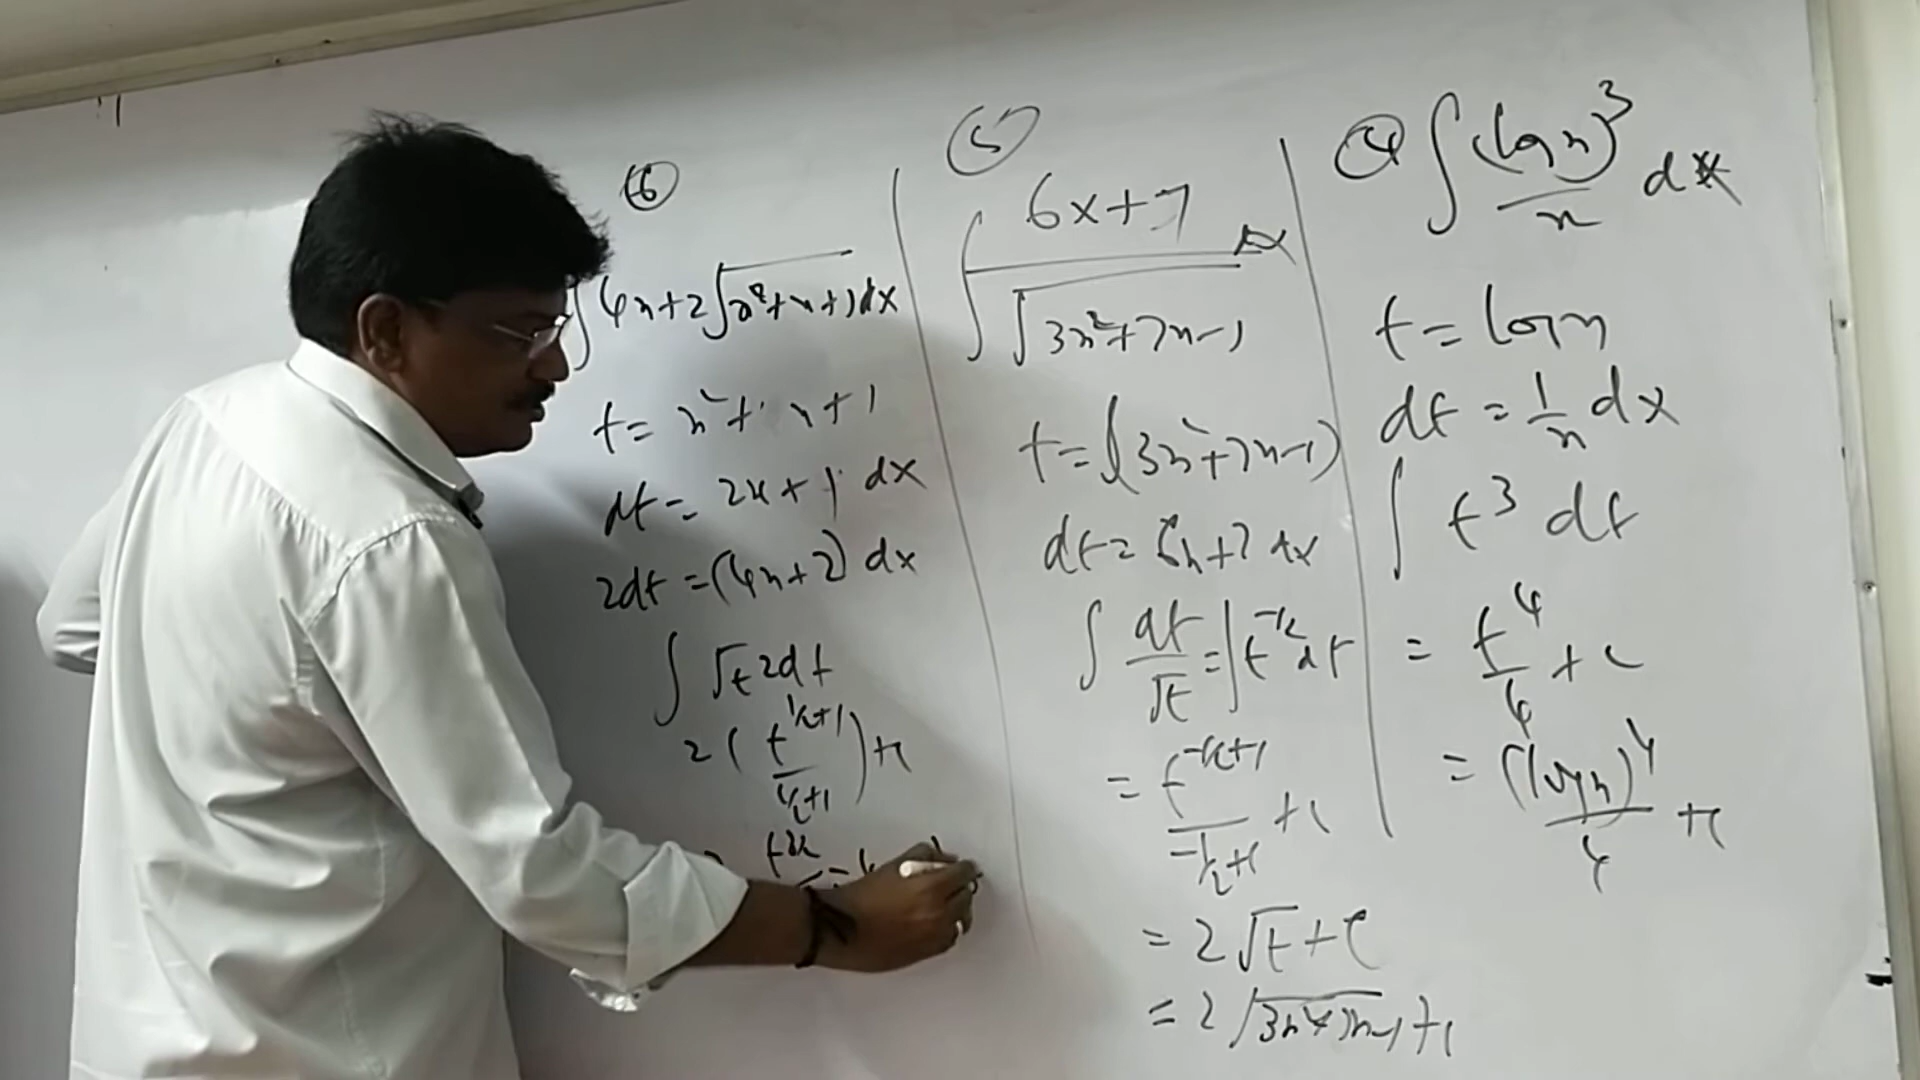 (6)
∫4x+2√x²+x+1 dx
t = x²+x+1
dt = 2x+1 dx
2dt = (4x+2) dx
∫ √t 2dt
2 ( t^(1/2+1) / 1/2+1 ) + c
(5)
∫ 6x+7 / √3x²+7x-1 dx
t = (3x²+7x-1)
dt = 6x+7 dx
∫ dt/√t = ∫ t^(-1/2) dt
= t^(-1/2+1) / -1/2+1 + c
= 2√t + c
= 2√3x²+7x-1 + c
(4) ∫ (log x)³ / x dx
t = log x
dt = 1/x dx
∫ t³ dt
= t⁴/4 + c
= (log x)⁴ / 4 + c